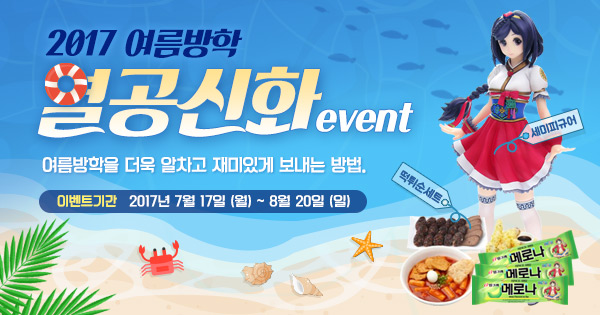 2017 여름방학
열공신화 event
여름방학을 더욱 알차고 재미있게 보내는 방법.
이벤트기간 2017년 7월 17일 (월) ~ 8월 20일 (일)
세미피규어
떡튀순세트
메로나
메로나
메로나